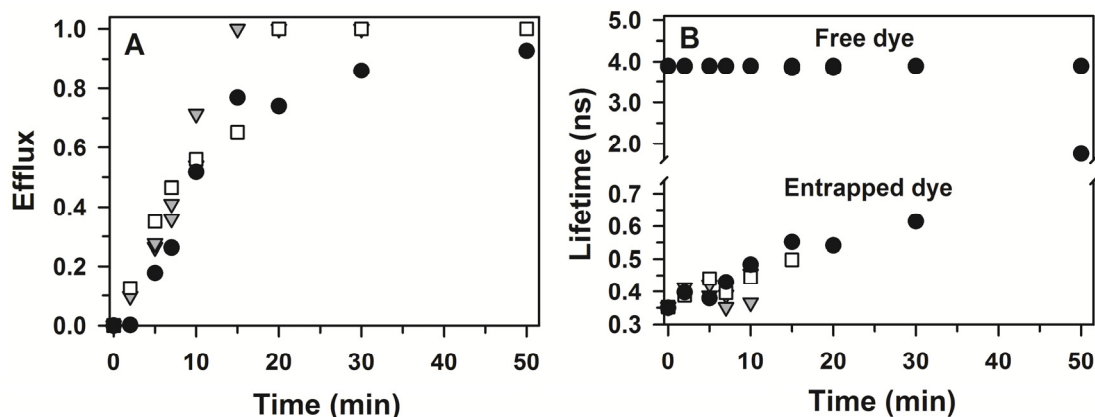 A
Efflux
1.0
0.8
0.6
0.4
0.2
0.0
0 10 20 30 40 50
Time (min)
B
Free dye
Entrapped dye
Lifetime (ns)
5.0
4.0
3.0
2.0
0.7
0.6
0.5
0.4
0.3
0 10 20 30 40 50
Time (min)